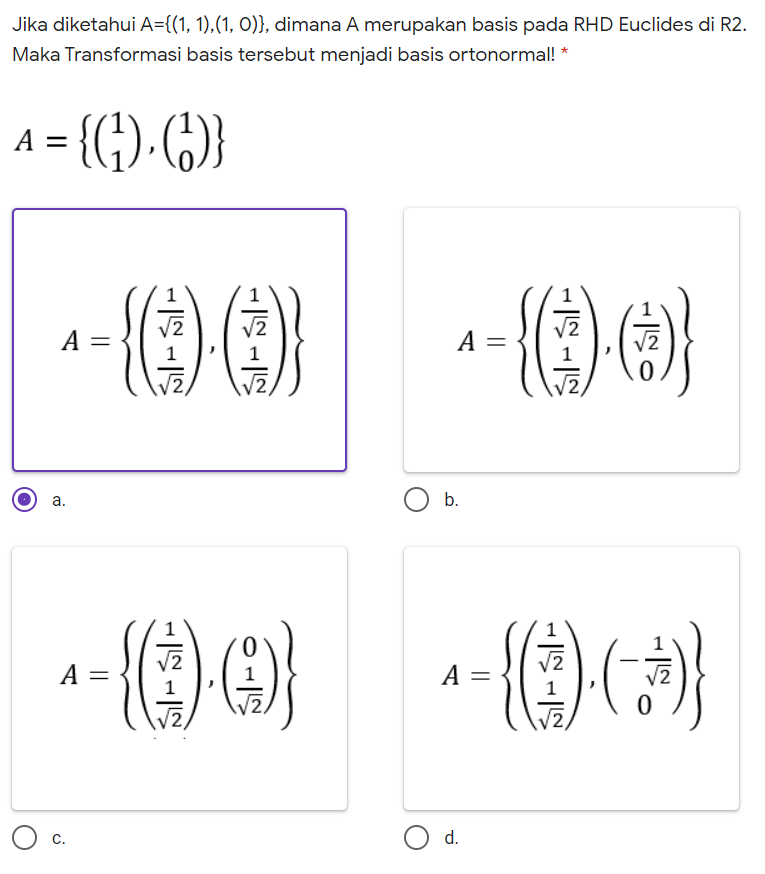 Jika diketahui A={(1, 1),(1, 0)}, dimana A merupakan basis pada RHD Euclides di R2.
Maka Transformasi basis tersebut menjadi basis ortonormal! *
A = {(1 1), (1 0)}
A = {(1/√2 1/√2), (1/√2 1/√2)}
A = {(1/√2 1/√2), (1/√2 0)}
a.
b.
A = {(1/√2 1/√2), (0 1/√2)}
A = {(1/√2 1/√2), (−1/√2 0)}
c.
d.